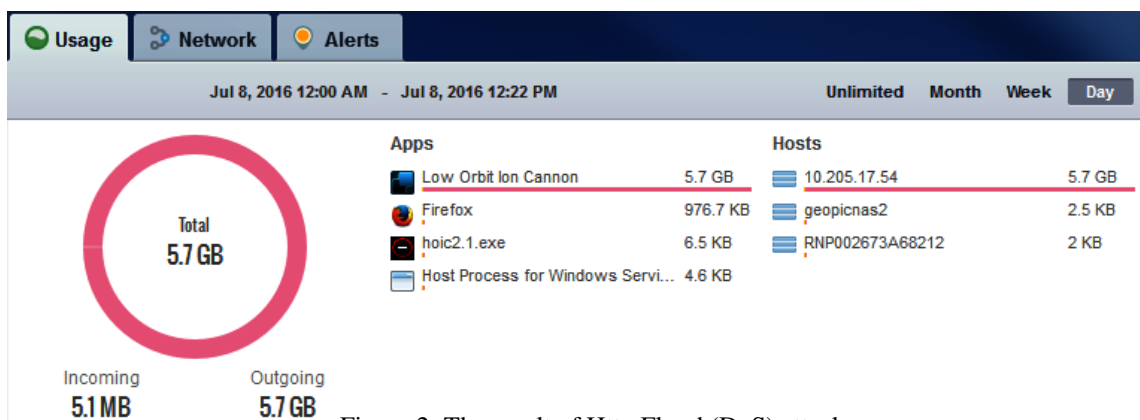 Usage Network Alerts
Jul 8, 2016 12:00 AM - Jul 8, 2016 12:22 PM Unlimited Month Week Day
Total
5.7 GB
Incoming
5.1 MB
Outgoing
5.7 GB
Apps
Low Orbit Ion Cannon 5.7 GB
Firefox 976.7 KB
hoic2.1.exe 6.5 KB
Host Process for Windows Servi... 4.6 KB
Hosts
10.205.17.54 5.7 GB
geopicnas2 2.5 KB
RNP002673A68212 2 KB